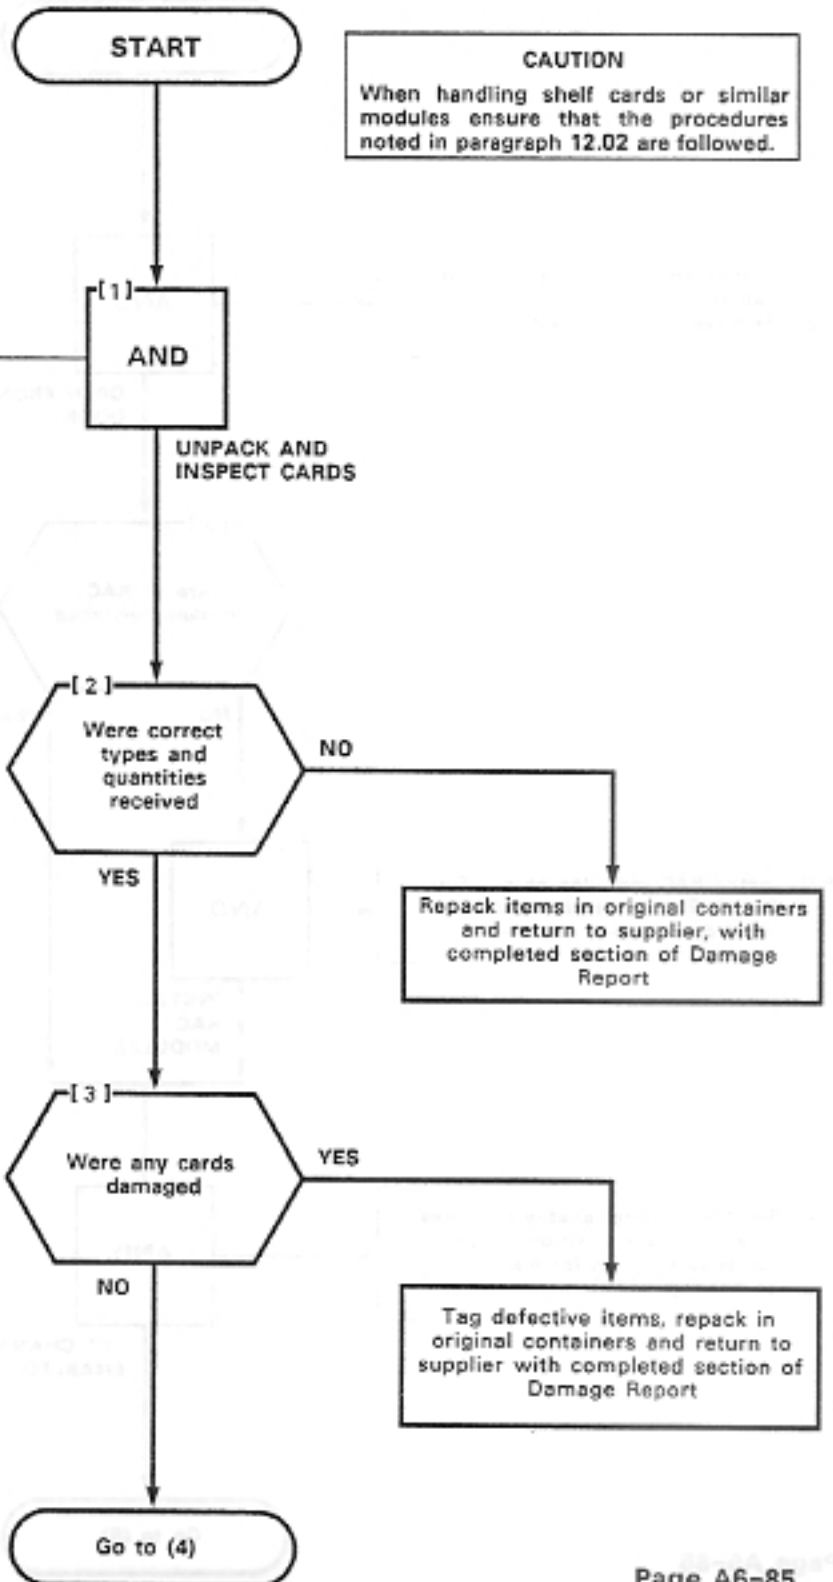 START
CAUTION
When handling shelf cards or similar
modules ensure that the procedures
noted in paragraph 12.02 are followed.
[1]
AND
UNPACK AND
INSPECT CARDS
[2]
Were correct
types and
quantities
received
NO
YES
Repack items in original containers
and return to supplier, with
completed section of Damage
Report
[3]
Were any cards
damaged
YES
NO
Tag defective items, repack in
original containers and return to
supplier with completed section of
Damage Report
Go to (4)
Page A6-85